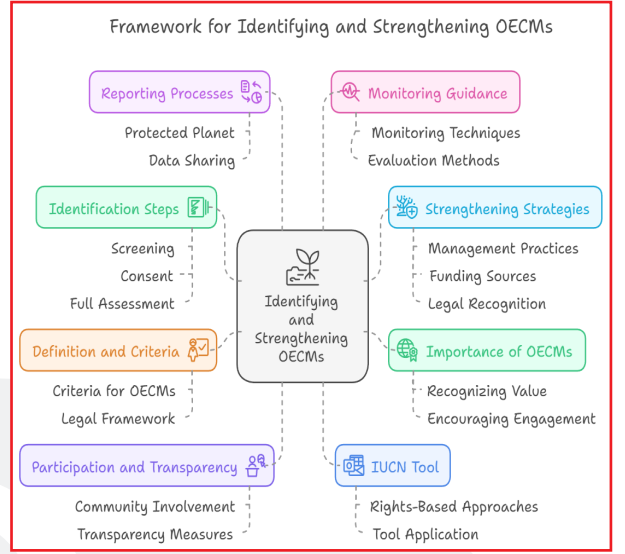 Framework for Identifying and Strengthening OECMs
Reporting Processes
Protected Planet
Data Sharing
Monitoring Guidance
Monitoring Techniques
Evaluation Methods
Identification Steps
Screening
Consent
Full Assessment
Strengthening Strategies
Management Practices
Funding Sources
Legal Recognition
Identifying
and
Strengthening
OECMs
Definition and Criteria
Criteria for OECMs
Legal Framework
Importance of OECMs
Recognizing Value
Encouraging Engagement
Participation and Transparency
Community Involvement
Transparency Measures
IUCN Tool
Rights-Based Approaches
Tool Application